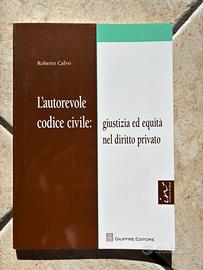 Roberto Calvo
L'autorevole
codice civile:
giustizia ed equità
nel diritto privato
GIUFFRÈ EDITORE